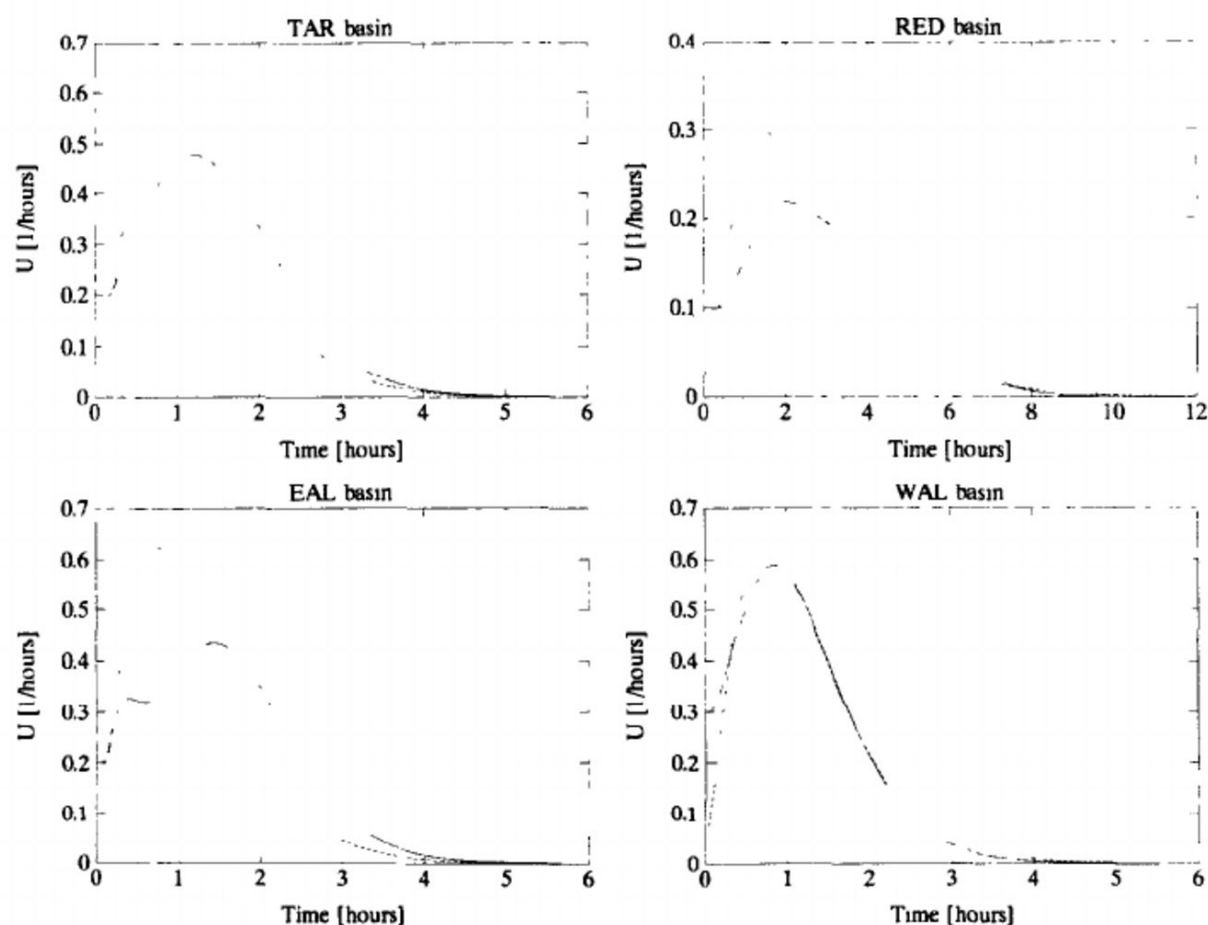 TAR basin
0.7
0.6
0.5
0.4
0.3
0.2
0.1
0
U [1/hours]
0 1 2 3 4 5 6
Time [hours]
RED basin
0.4
0.3
0.2
0.1
0
U [1/hours]
0 2 4 6 8 10 12
Time [hours]
EAL basin
0.7
0.6
0.5
0.4
0.3
0.2
0.1
0
U [1/hours]
0 1 2 3 4 5 6
Time [hours]
WAL basin
0.7
0.6
0.5
0.4
0.3
0.2
0.1
0
U [1/hours]
0 1 2 3 4 5 6
Time [hours]